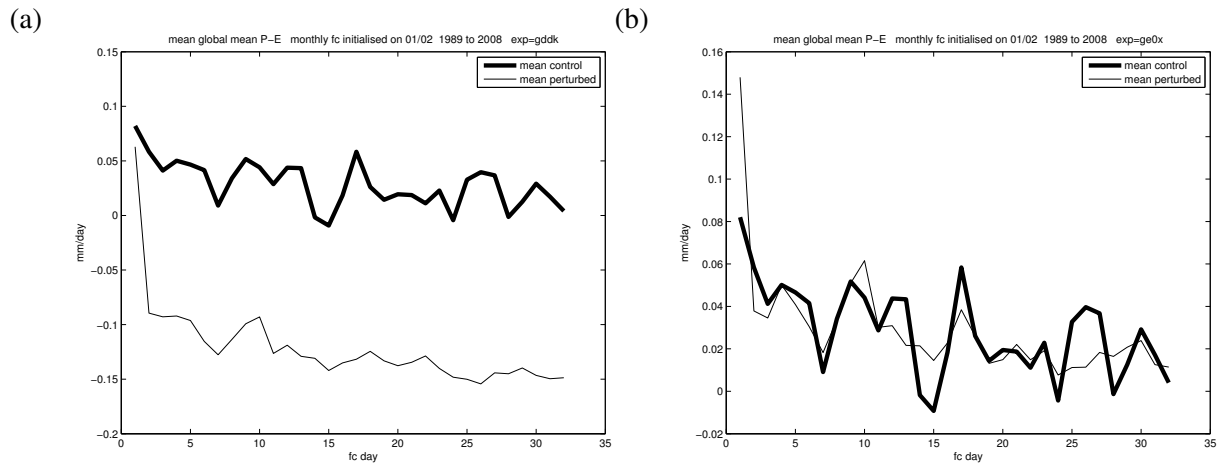 (a)
mean global mean P−E monthly fc initialised on 01/02 1989 to 2008 exp=gddk
mean control
mean perturbed
0.15
0.1
0.05
0
−0.05
−0.1
−0.15
−0.2
mm/day
0 5 10 15 20 25 30 35
fc day
(b)
mean global mean P−E monthly fc initialised on 01/02 1989 to 2008 exp=ge0x
mean control
mean perturbed
0.16
0.14
0.12
0.1
0.08
0.06
0.04
0.02
0
−0.02
mm/day
0 5 10 15 20 25 30 35
fc day